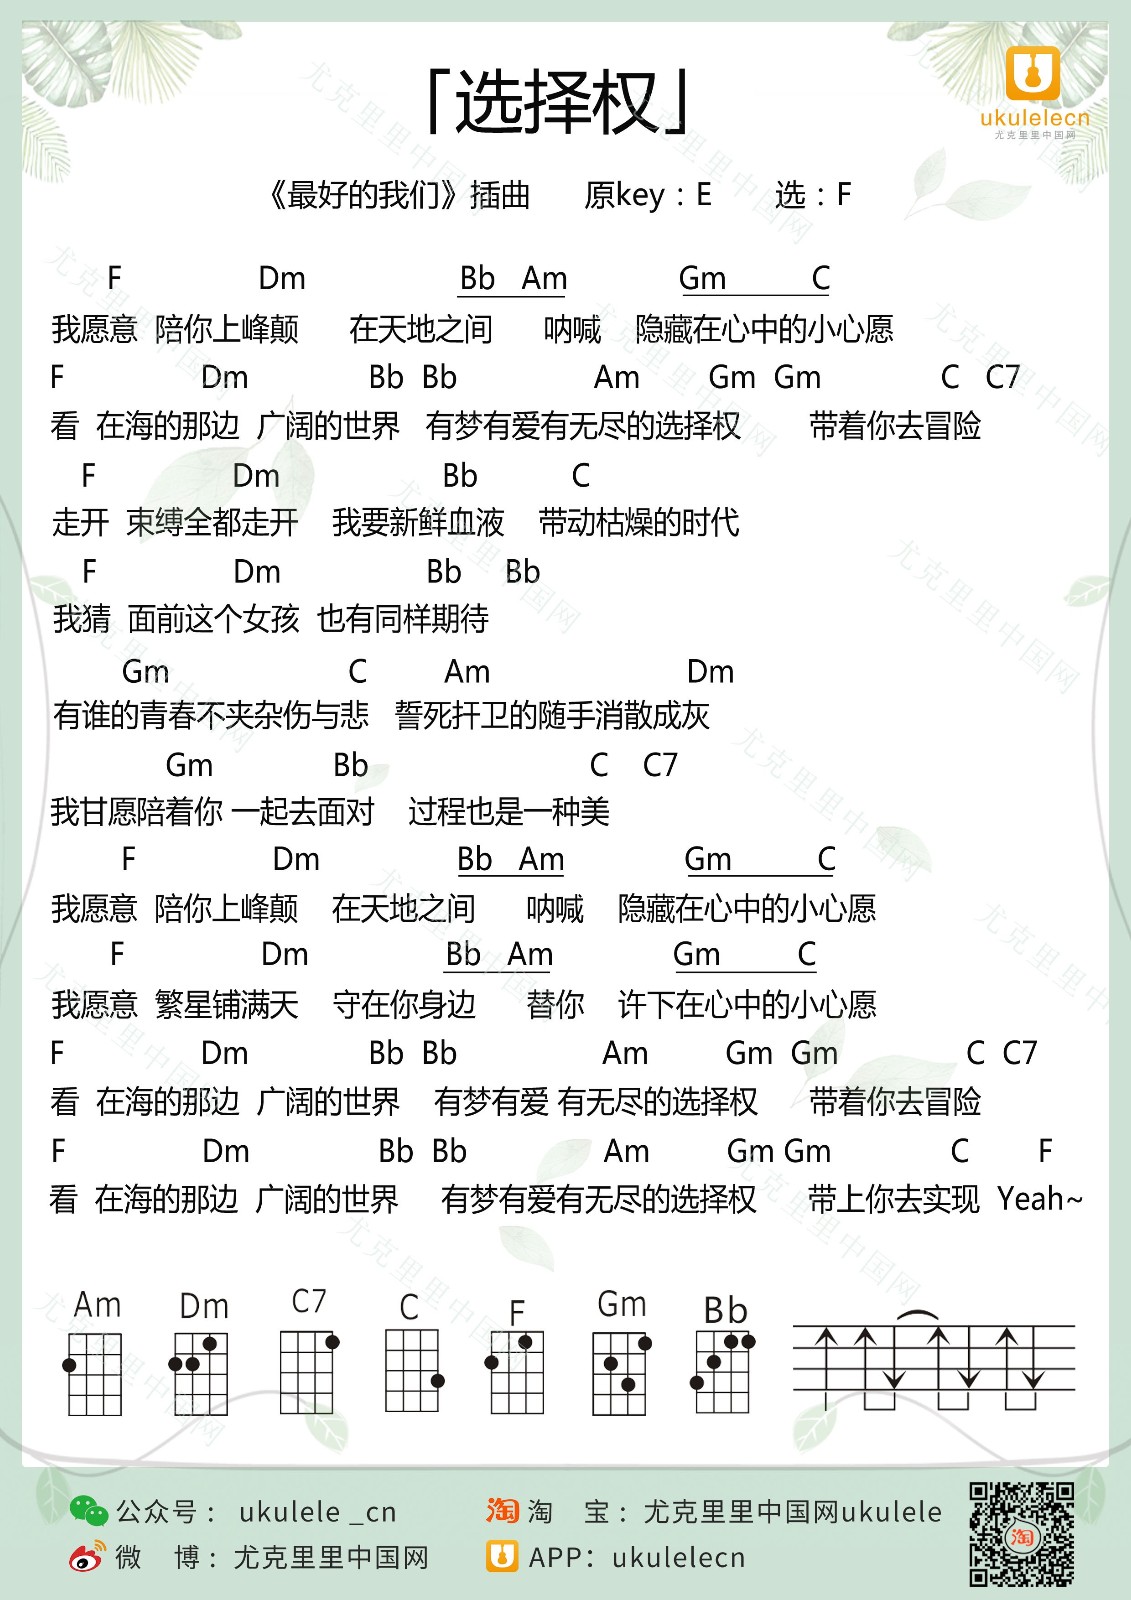 「选择权」
ukulelecn
尤克里里中国网
《最好的我们》插曲 原key：E 选：F
F Dm Bb Am Gm C
我愿意 陪你上峰颠 在天地之间 呐喊 隐藏在心中的小心愿
F Dm Bb Bb Am Gm Gm C C7
看 在海的那边 广阔的世界 有梦有爱有无尽的选择权 带着你去冒险
F Dm Bb C
走开 束缚全都走开 我要新鲜血液 带动枯燥的时代
F Dm Bb Bb
我猜 面前这个女孩 也有同样期待
Gm C Am Dm
有谁的青春不夹杂伤与悲 誓死扞卫的随手消散成灰
Gm Bb C C7
我甘愿陪着你 一起去面对 过程也是一种美
F Dm Bb Am Gm C
我愿意 陪你上峰颠 在天地之间 呐喊 隐藏在心中的小心愿
F Dm Bb Am Gm C
我愿意 繁星铺满天 守在你身边 替你 许下在心中的小心愿
F Dm Bb Bb Am Gm Gm C C7
看 在海的那边 广阔的世界 有梦有爱 有无尽的选择权 带着你去冒险
F Dm Bb Bb Am Gm Gm C F
看 在海的那边 广阔的世界 有梦有爱有无尽的选择权 带上你去实现 Yeah~
Am Dm C7 C F Gm Bb
公众号： ukulele _cn 淘 淘 宝：尤克里里中国网ukulele
微 博：尤克里里中国网 APP：ukulelecn
淘